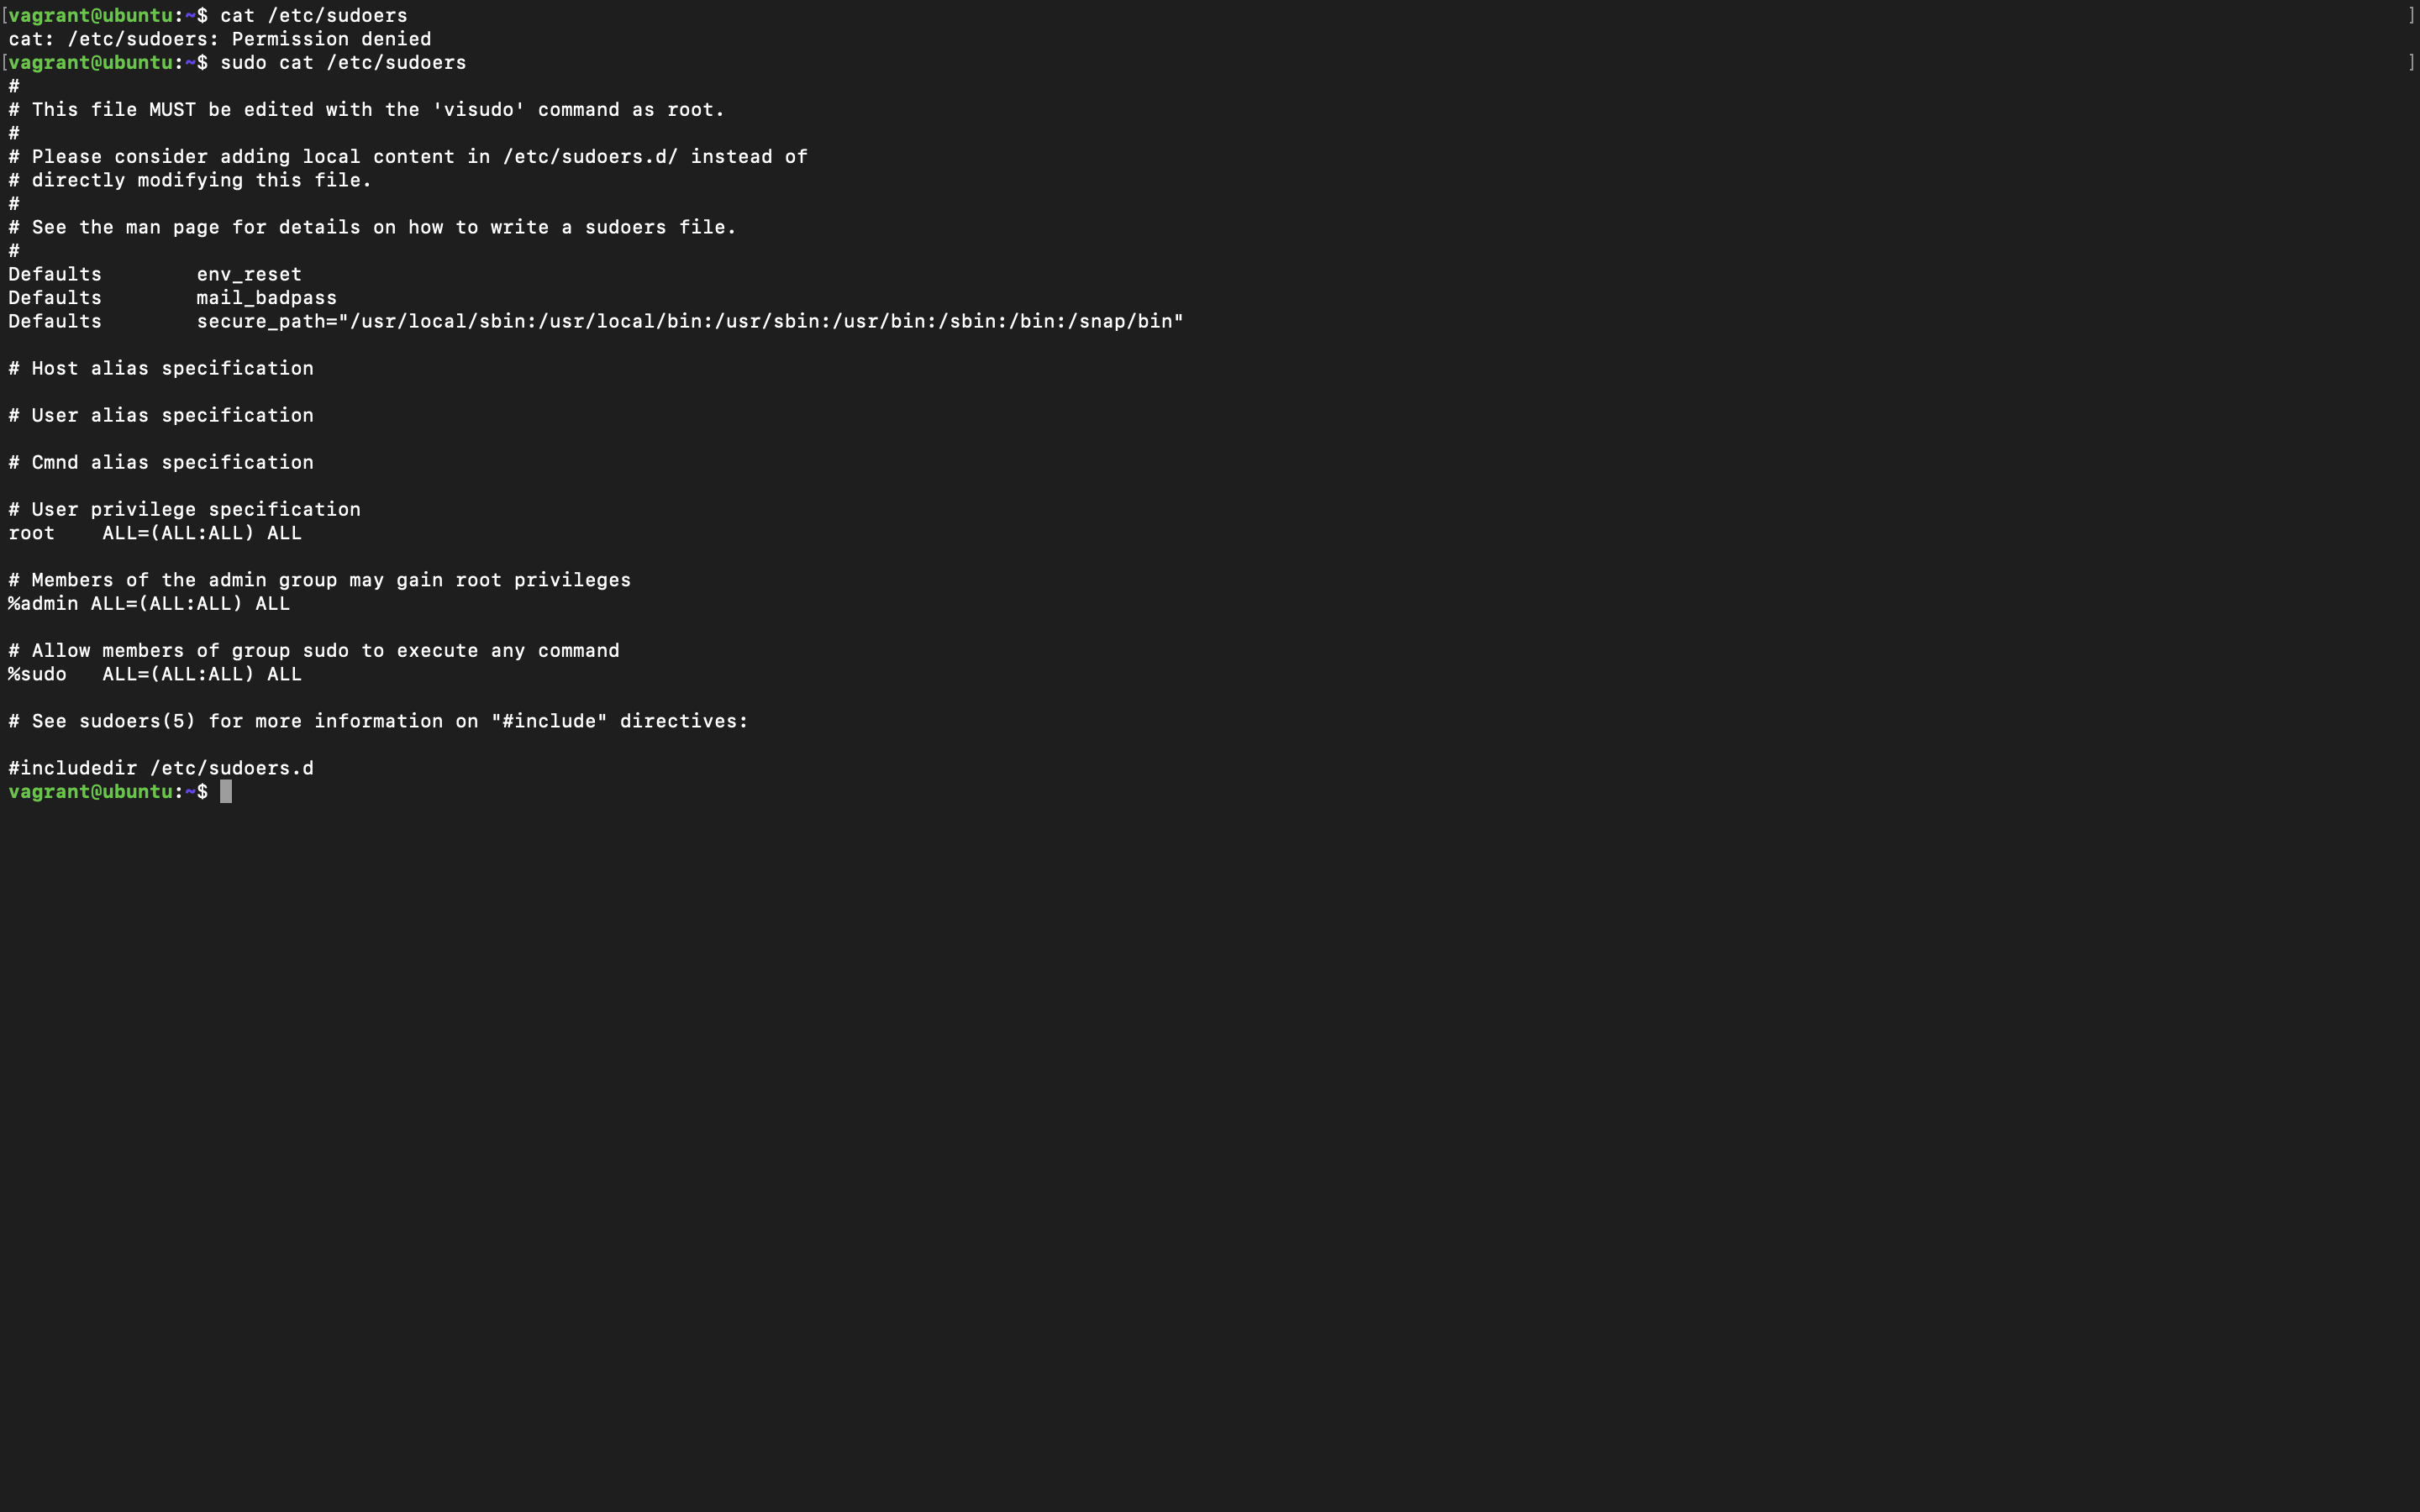 [vagrant@ubuntu:~$ cat /etc/sudoers ]
cat: /etc/sudoers: Permission denied
[vagrant@ubuntu:~$ sudo cat /etc/sudoers ]
#
# This file MUST be edited with the 'visudo' command as root.
#
# Please consider adding local content in /etc/sudoers.d/ instead of
# directly modifying this file.
#
# See the man page for details on how to write a sudoers file.
#
Defaults        env_reset
Defaults        mail_badpass
Defaults        secure_path="/usr/local/sbin:/usr/local/bin:/usr/sbin:/usr/bin:/sbin:/bin:/snap/bin"

# Host alias specification

# User alias specification

# Cmnd alias specification

# User privilege specification
root    ALL=(ALL:ALL) ALL

# Members of the admin group may gain root privileges
%admin ALL=(ALL:ALL) ALL

# Allow members of group sudo to execute any command
%sudo   ALL=(ALL:ALL) ALL

# See sudoers(5) for more information on "#include" directives:

#includedir /etc/sudoers.d
vagrant@ubuntu:~$